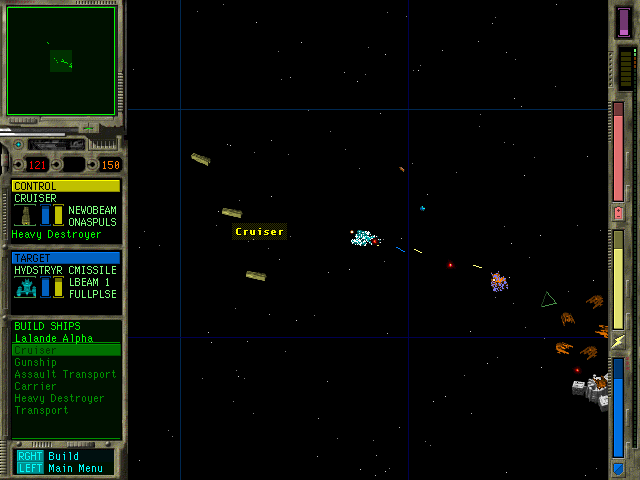 121
150
CONTROL
CRUISER
NEWOBEAM
ONASPULS
Heavy Destroyer
TARGET
HVDSTRYR CMISSILE
LBEAM 1
FULLPLSE
BUILD SHIPS
Lalande Alpha
Cruiser
Gunship
Assault Transport
Carrier
Heavy Destroyer
Transport
RGHT Build
LEFT Main Menu
Cruiser